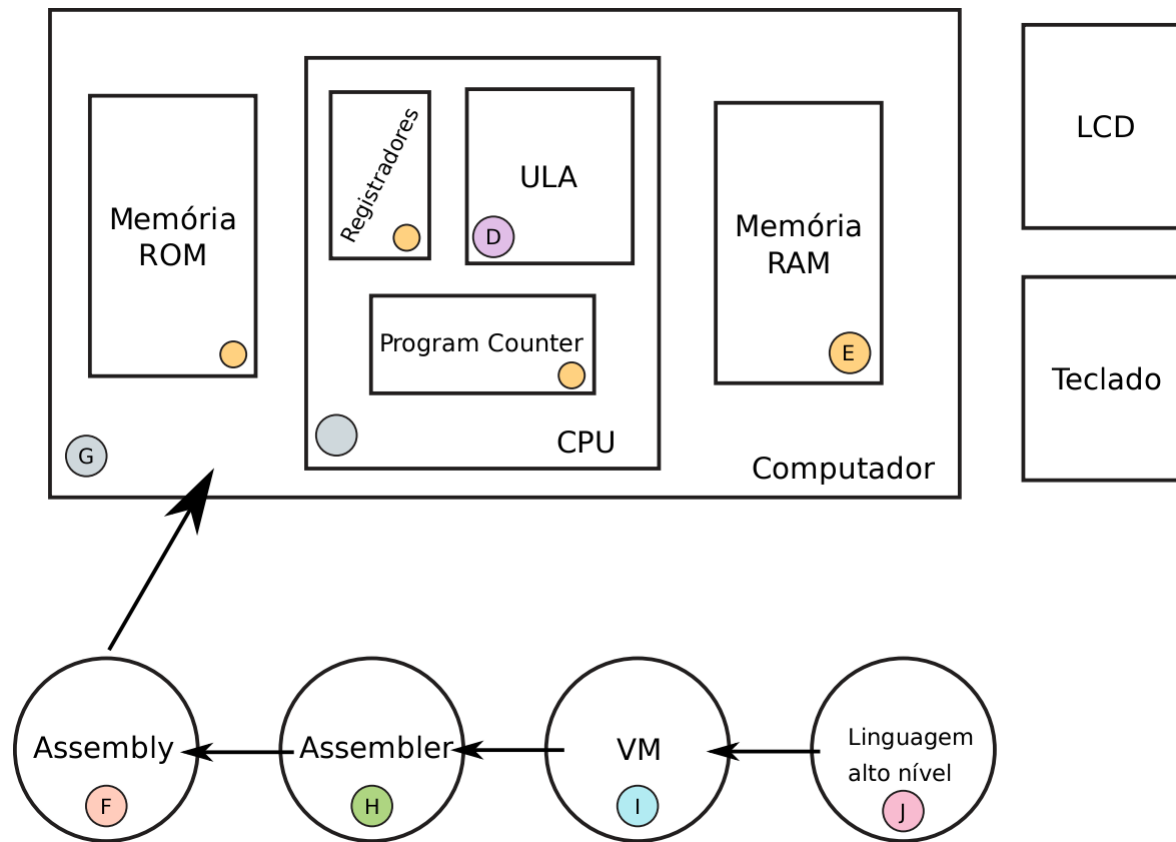 Memória
ROM
Registradores
ULA
D
Program Counter
CPU
Memória
RAM
E
G
Computador
LCD
Teclado
Assembly
F
Assembler
H
VM
I
Linguagem
alto nível
J